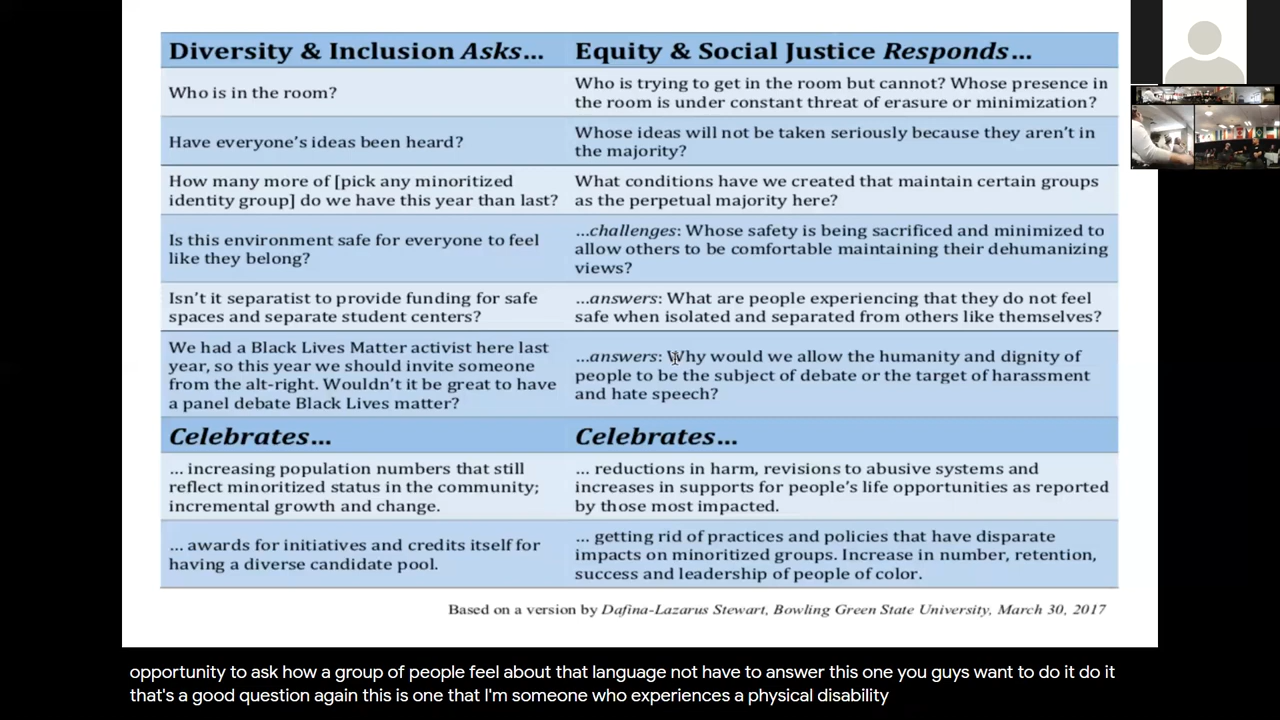 Diversity & Inclusion Asks…
Equity & Social Justice Responds…
Who is in the room?
Who is trying to get in the room but cannot? Whose presence in
the room is under constant threat of erasure or minimization?
Have everyone's ideas been heard?
Whose ideas will not be taken seriously because they aren't in
the majority?
How many more of [pick any minoritized
identity group] do we have this year than last?
What conditions have we created that maintain certain groups
as the perpetual majority here?
Is this environment safe for everyone to feel
like they belong?
…challenges: Whose safety is being sacrificed and minimized to
allow others to be comfortable maintaining their dehumanizing
views?
Isn't it separatist to provide funding for safe
spaces and separate student centers?
…answers: What are people experiencing that they do not feel
safe when isolated and separated from others like themselves?
We had a Black Lives Matter activist here last
year, so this year we should invite someone
from the alt-right. Wouldn't it be great to have
a panel debate Black Lives matter?
…answers: Why would we allow the humanity and dignity of
people to be the subject of debate or the target of harassment
and hate speech?
Celebrates…
Celebrates…
… increasing population numbers that still
reflect minoritized status in the community;
incremental growth and change.
… reductions in harm, revisions to abusive systems and
increases in supports for people's life opportunities as reported
by those most impacted.
… awards for initiatives and credits itself for
having a diverse candidate pool.
… getting rid of practices and policies that have disparate
impacts on minoritized groups. Increase in number, retention,
success and leadership of people of color.
Based on a version by Dafina-Lazarus Stewart, Bowling Green State University, March 30, 2017
opportunity to ask how a group of people feel about that language not have to answer this one you guys want to do it do it
that's a good question again this is one that I'm someone who experiences a physical disability